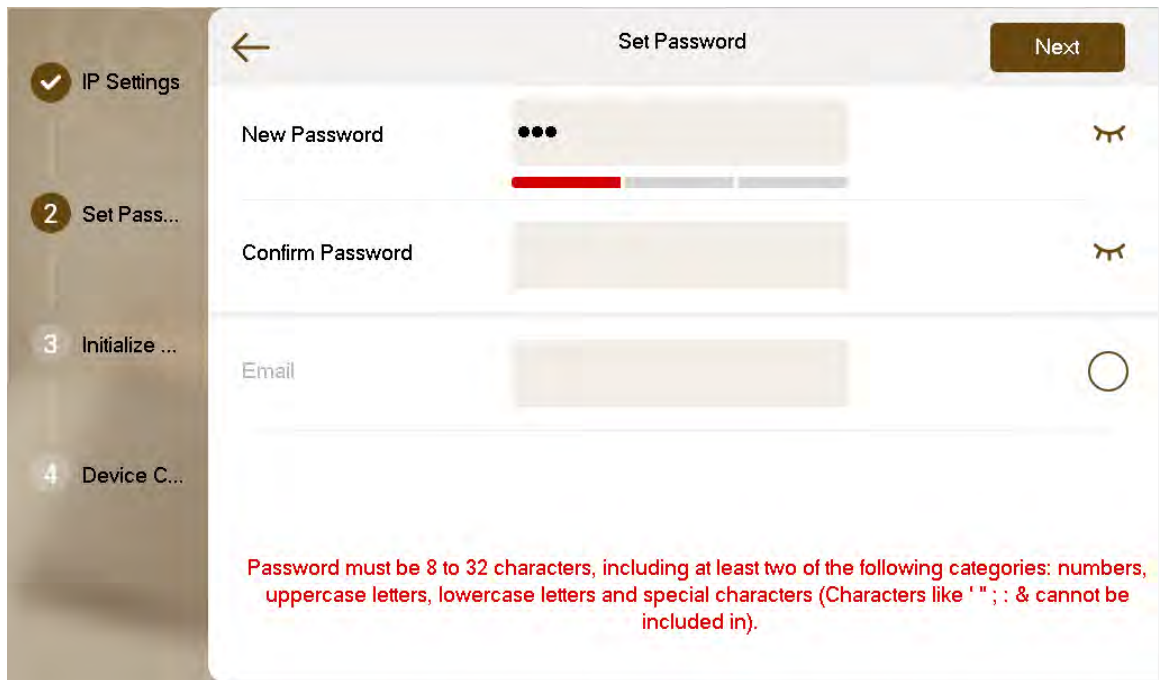 Set Password
Next
IP Settings
New Password
●●●
2 Set Pass...
Confirm Password
3 Initialize ...
Email
4 Device C...
Password must be 8 to 32 characters, including at least two of the following categories: numbers,
uppercase letters, lowercase letters and special characters (Characters like ' " ; : & cannot be
included in).